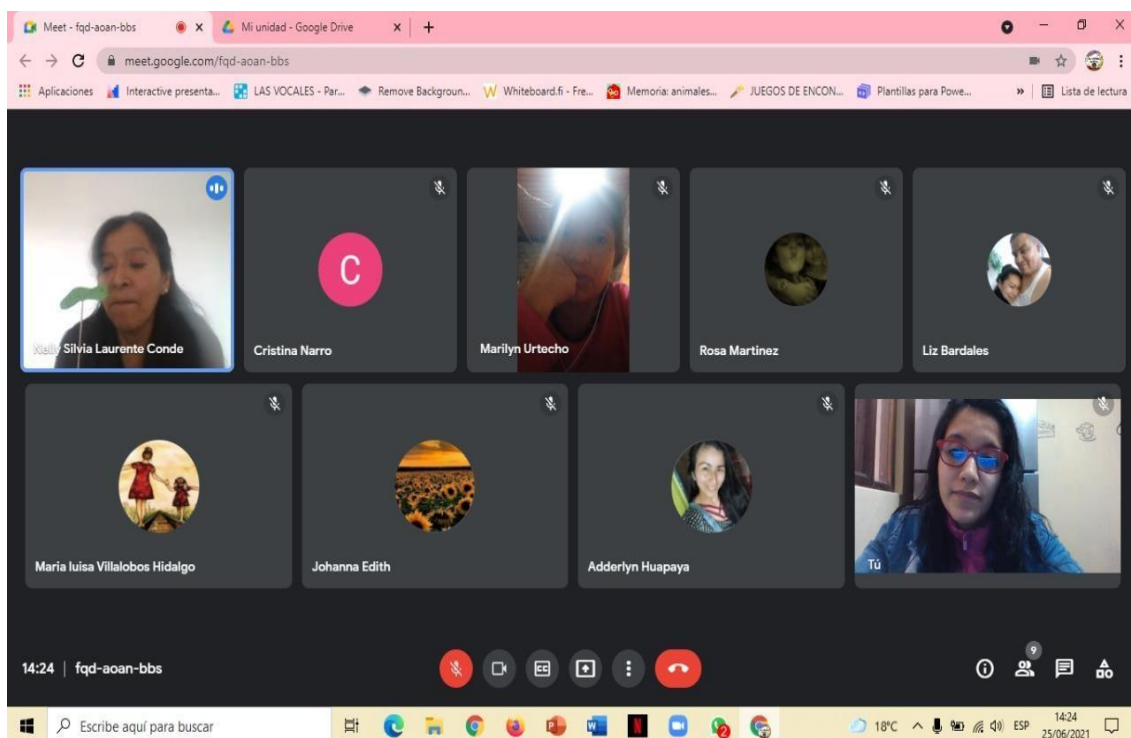 Meet - fqd-aoan-bbs
Mi unidad - Google Drive
meet.google.com/fqd-aoan-bbs
Aplicaciones
Interactive presenta...
LAS VOCALES - Par...
Remove Backgroun...
Whiteboard.fi - Fre...
Memoria: animales...
JUEGOS DE ENCON...
Plantillas para Powe...
»
Lista de lectura
Nelly Silvia Laurente Conde
C
Cristina Narro
Marilyn Urtecho
Rosa Martinez
Liz Bardales
Maria luisa Villalobos Hidalgo
Johanna Edith
Adderlyn Huapaya
Tú
14:24 | fqd-aoan-bbs
9
Escribe aquí para buscar
2
18°C
ESP
14:24
25/06/2021